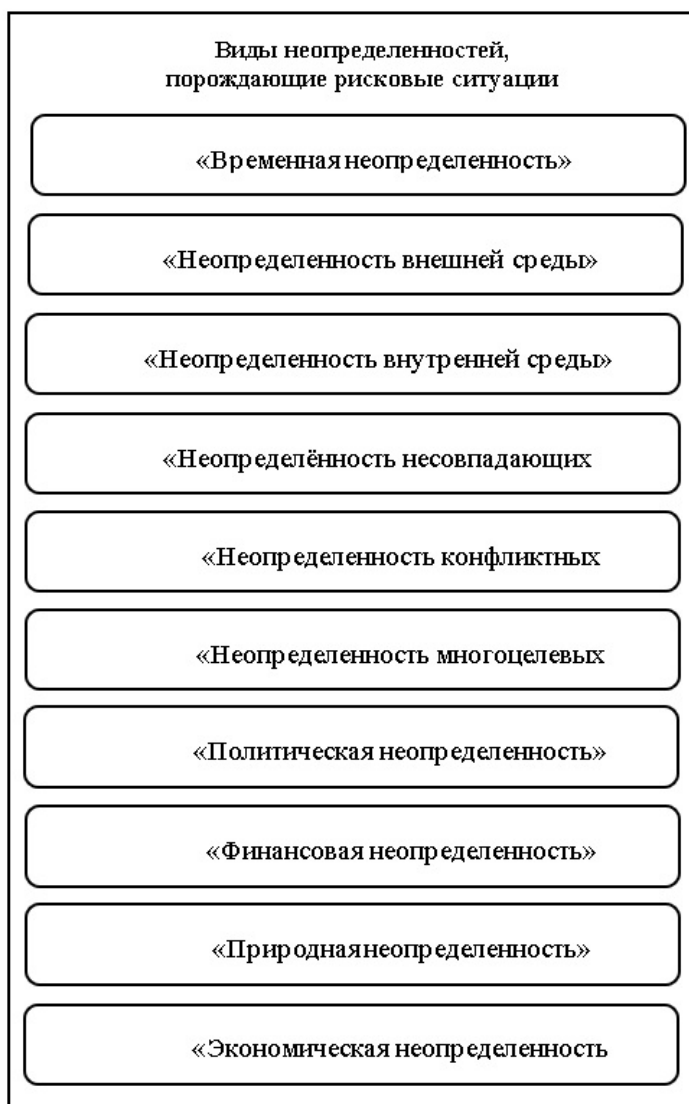 Виды неопределенностей,
порождающие рисковые ситуации
«Временная неопределенность»
«Неопределенность внешней среды»
«Неопределенность внутренней среды»
«Неопределённость несовпадающих
«Неопределенность конфликтных
«Неопределенность многоцелевых
«Политическая неопределенность»
«Финансовая неопределенность»
«Природная неопределенность»
«Экономическая неопределенность